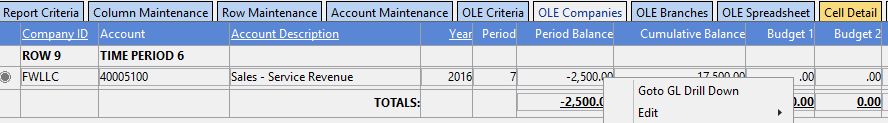 Report Criteria Column Maintenance Row Maintenance Account Maintenance OLE Criteria OLE Companies OLE Branches OLE Spreadsheet Cell Detail
Company ID Account Account Description Year Period Period Balance Cumulative Balance Budget 1 Budget 2
ROW 9 TIME PERIOD 6
FWLLC 40005100 Sales - Service Revenue 2016 7 -2,500.00 17,500.00 .00 .00
TOTALS: -2,500.0 0.00 0.00
Goto GL Drill Down
Edit